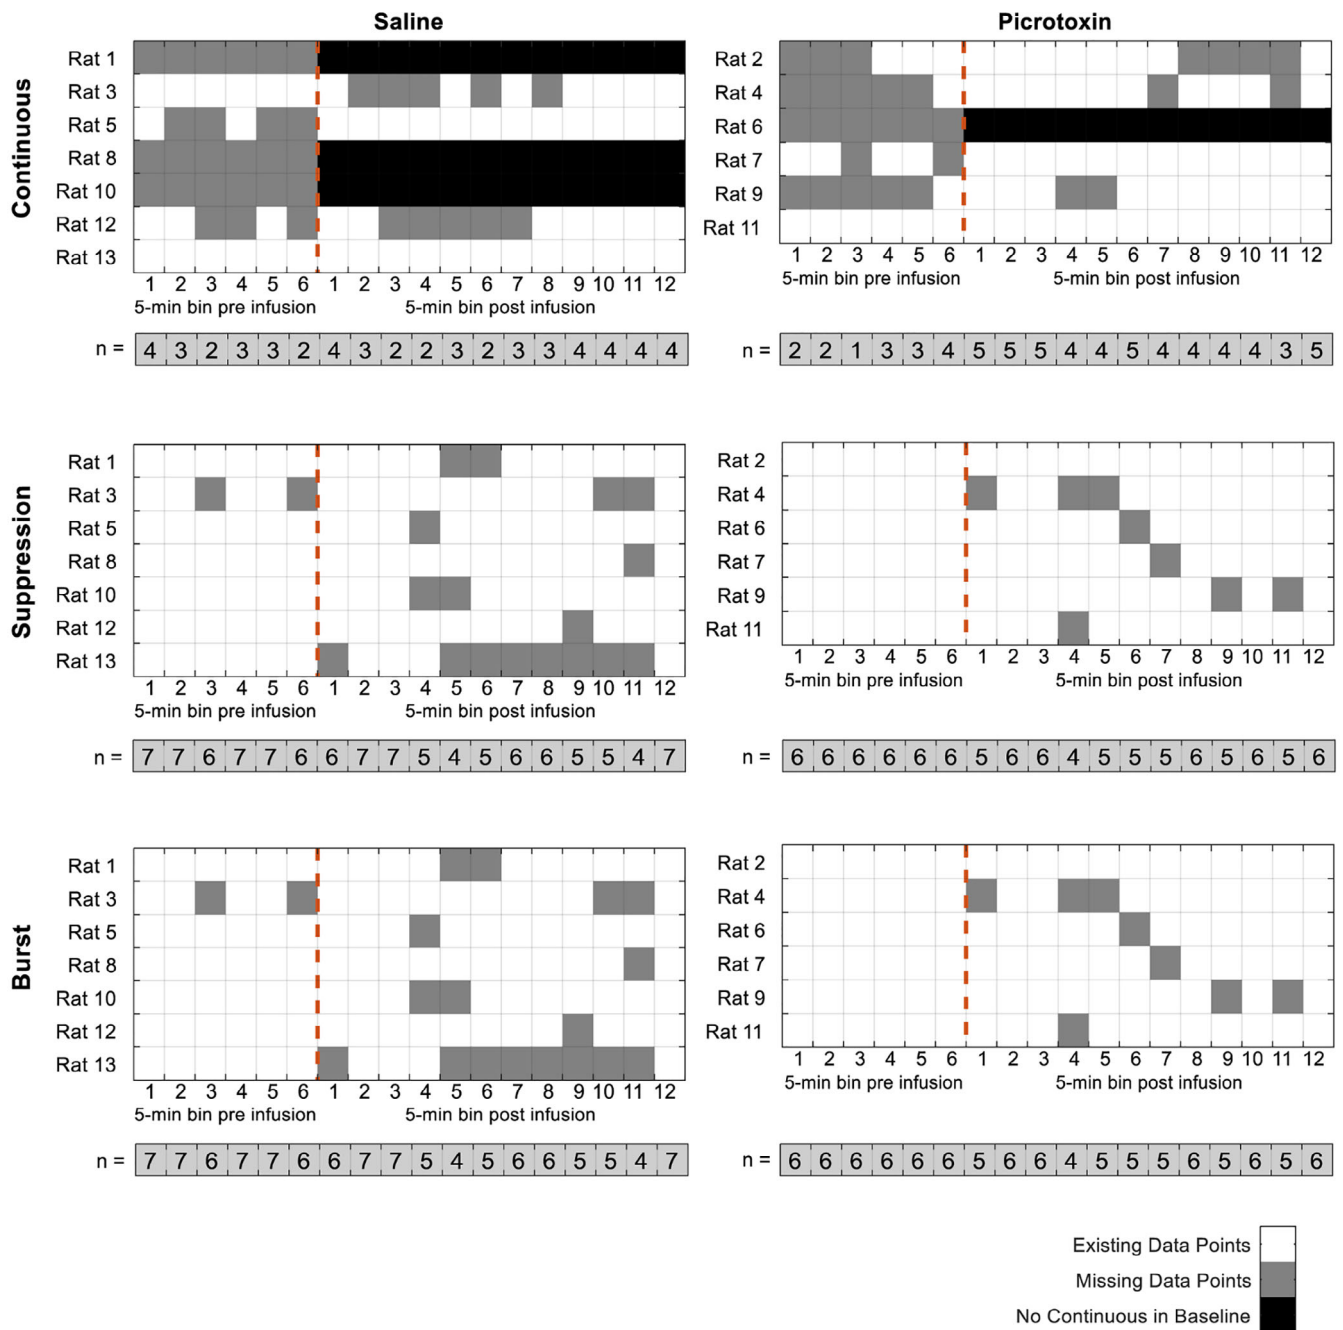 Saline
Picrotoxin
Continuous
Rat 1
Rat 3
Rat 5
Rat 8
Rat 10
Rat 12
Rat 13
1 2 3 4 5 6 1 2 3 4 5 6 7 8 9 10 11 12
5-min bin pre infusion 5-min bin post infusion
n = 4 3 2 3 3 2 4 3 2 2 3 2 3 3 4 4 4 4
Rat 2
Rat 4
Rat 6
Rat 7
Rat 9
Rat 11
1 2 3 4 5 6 1 2 3 4 5 6 7 8 9 10 11 12
5-min bin pre infusion 5-min bin post infusion
n = 2 2 1 3 3 4 5 5 5 4 4 5 4 4 4 4 3 5
Suppression
Rat 1
Rat 3
Rat 5
Rat 8
Rat 10
Rat 12
Rat 13
1 2 3 4 5 6 1 2 3 4 5 6 7 8 9 10 11 12
5-min bin pre infusion 5-min bin post infusion
n = 7 7 6 7 7 6 6 7 7 5 4 5 6 6 5 5 4 7
Rat 2
Rat 4
Rat 6
Rat 7
Rat 9
Rat 11
1 2 3 4 5 6 1 2 3 4 5 6 7 8 9 10 11 12
5-min bin pre infusion 5-min bin post infusion
n = 6 6 6 6 6 6 5 6 6 4 5 5 5 6 5 6 5 6
Burst
Rat 1
Rat 3
Rat 5
Rat 8
Rat 10
Rat 12
Rat 13
1 2 3 4 5 6 1 2 3 4 5 6 7 8 9 10 11 12
5-min bin pre infusion 5-min bin post infusion
n = 7 7 6 7 7 6 6 7 7 5 4 5 6 6 5 5 4 7
Rat 2
Rat 4
Rat 6
Rat 7
Rat 9
Rat 11
1 2 3 4 5 6 1 2 3 4 5 6 7 8 9 10 11 12
5-min bin pre infusion 5-min bin post infusion
n = 6 6 6 6 6 6 5 6 6 4 5 5 5 6 5 6 5 6
Existing Data Points
Missing Data Points
No Continuous in Baseline